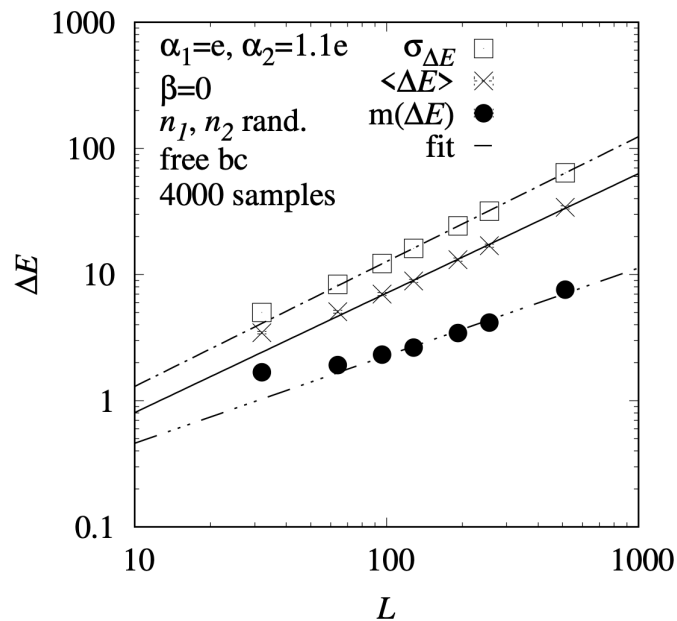 1000
100
10
1
0.1
ΔE
α₁=e, α₂=1.1e
β=0
n₁, n₂ rand.
free bc
4000 samples
σ_ΔE
<ΔE>
m(ΔE)
fit
10
100
1000
L